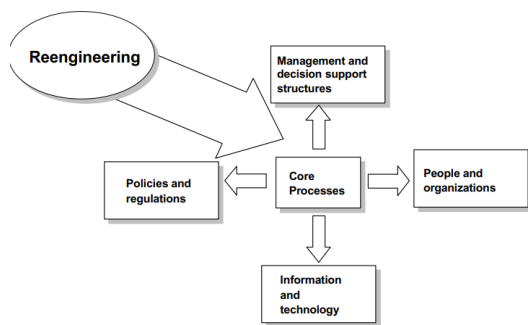 Reengineering
Management and
decision support
structures
Policies and
regulations
Core
Processes
People and
organizations
Information
and
technology